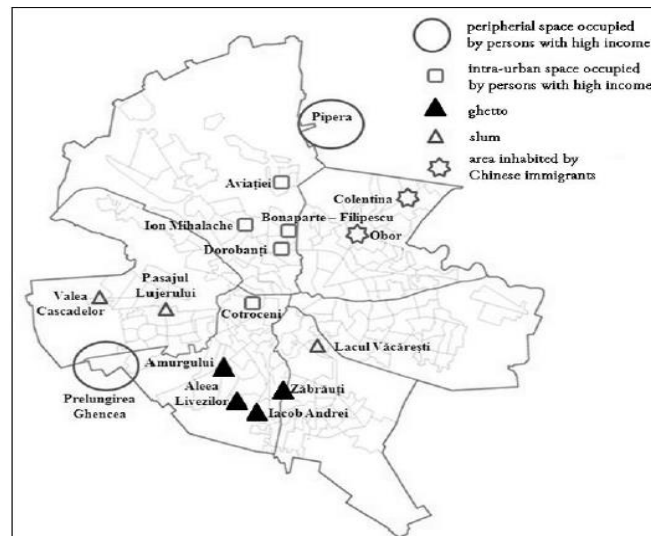 peripherial space occupied
by persons with high income
intra-urban space occupied
by persons with high income
ghetto
slum
area inhabited by
Chinese immigrants
Pipera
Aviației
Colentina
Ion Mihalache
Bonaparte – Filipescu
Obor
Dorobanți
Valea
Cascadelor
Pasajul
Lujerului
Cotroceni
Lacul Văcărești
Amurgului
Aleea
Livezilor
Zăbrăuți
Iacob Andrei
Prelungirea
Ghencea